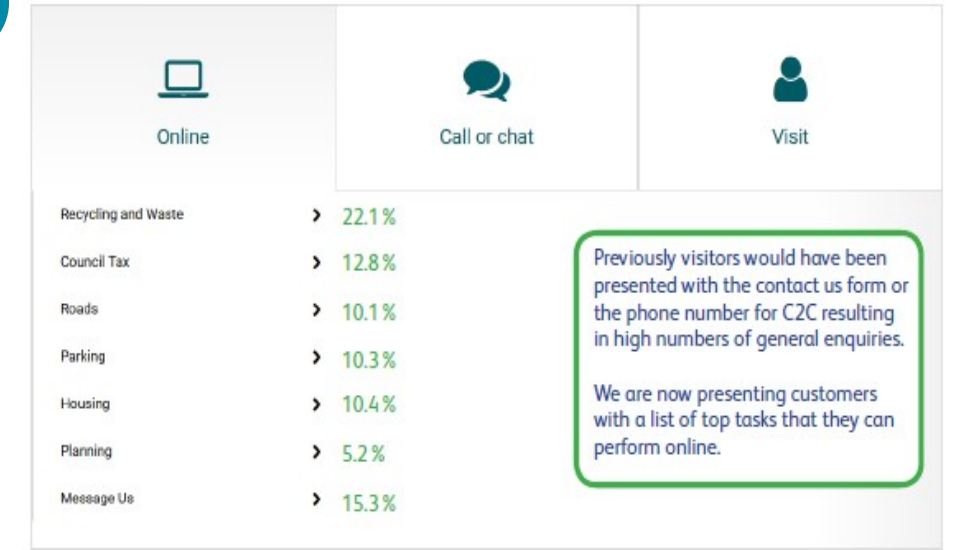 Online
Call or chat
Visit
Recycling and Waste 22.1%
Council Tax 12.8%
Roads 10.1%
Parking 10.3%
Housing 10.4%
Planning 5.2%
Message Us 15.3%
Previously visitors would have been
presented with the contact us form or
the phone number for C2C resulting
in high numbers of general enquiries.
We are now presenting customers
with a list of top tasks that they can
perform online.